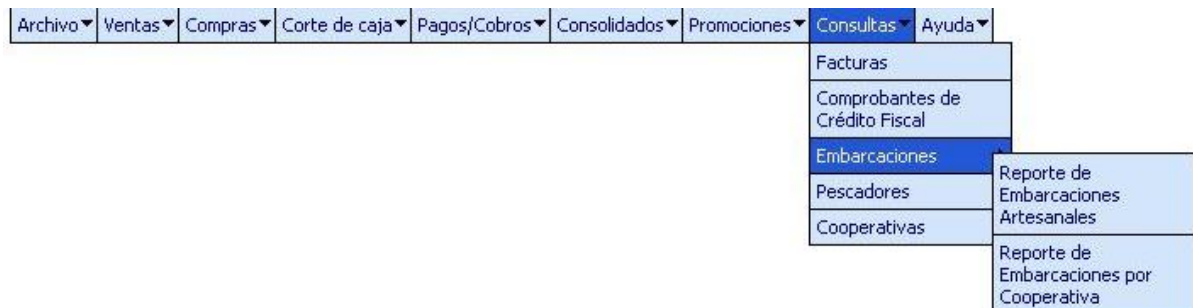 Archivo Ventas Compras Corte de caja Pagos/Cobros Consolidados Promociones Consultas Ayuda
Facturas
Comprobantes de
Crédito Fiscal
Embarcaciones
Pescadores
Cooperativas
Reporte de
Embarcaciones
Artesanales
Reporte de
Embarcaciones por
Cooperativa